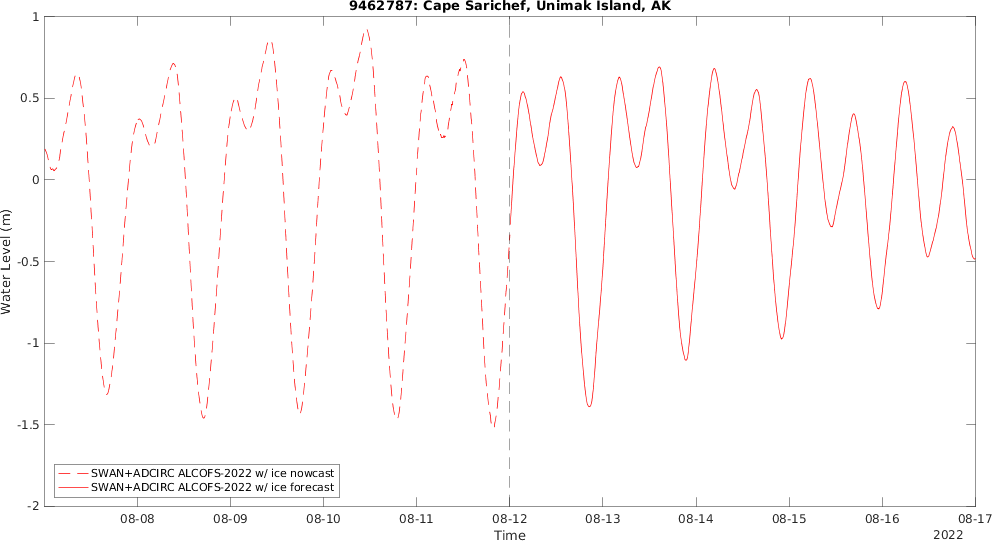 9462787: Cape Sarichef, Unimak Island, AK
1
0.5
0
-0.5
-1
-1.5
-2
Water Level (m)
SWAN+ADCIRC ALCOFS-2022 w/ ice nowcast
SWAN+ADCIRC ALCOFS-2022 w/ ice forecast
08-08 08-09 08-10 08-11 08-12 08-13 08-14 08-15 08-16 08-17
Time
2022